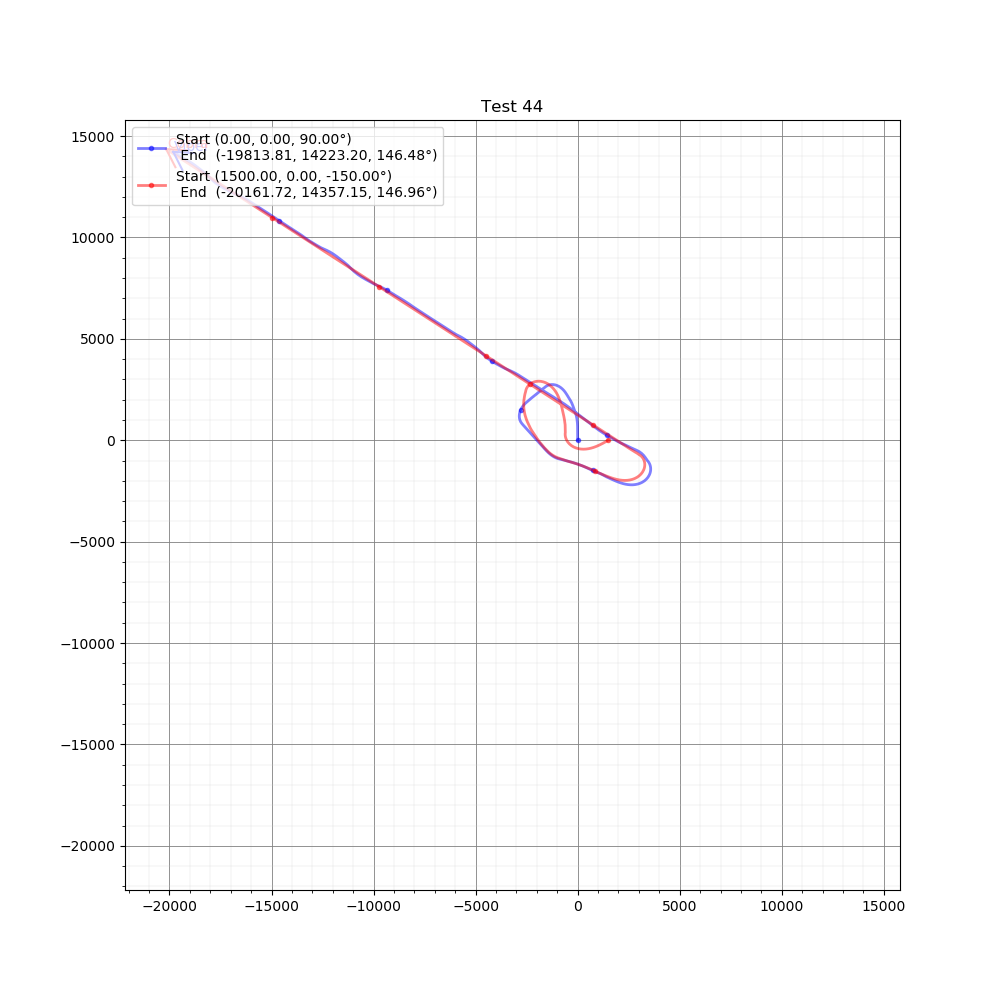 Test 44
Start (0.00, 0.00, 90.00°)
End (-19813.81, 14223.20, 146.48°)
Start (1500.00, 0.00, -150.00°)
End (-20161.72, 14357.15, 146.96°)
15000
10000
5000
0
−5000
−10000
−15000
−20000
−20000 −15000 −10000 −5000 0 5000 10000 15000